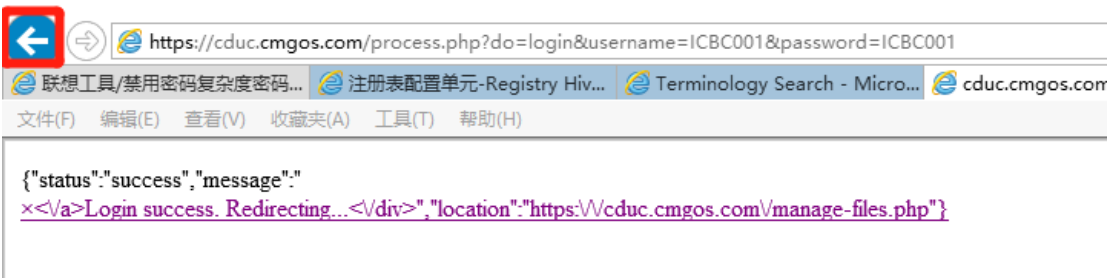 https://cduc.cmgos.com/process.php?do=login&username=ICBC001&password=ICBC001
联想工具/禁用密码复杂度密码... 注册表配置单元-Registry Hiv... Terminology Search - Micro... cduc.cmgos.com
文件(F) 编辑(E) 查看(V) 收藏夹(A) 工具(T) 帮助(H)
{"status":"success","message":"
×<\/a>Login success. Redirecting...<\/div>","location":"https:\/\/cduc.cmgos.com\/manage-files.php"}